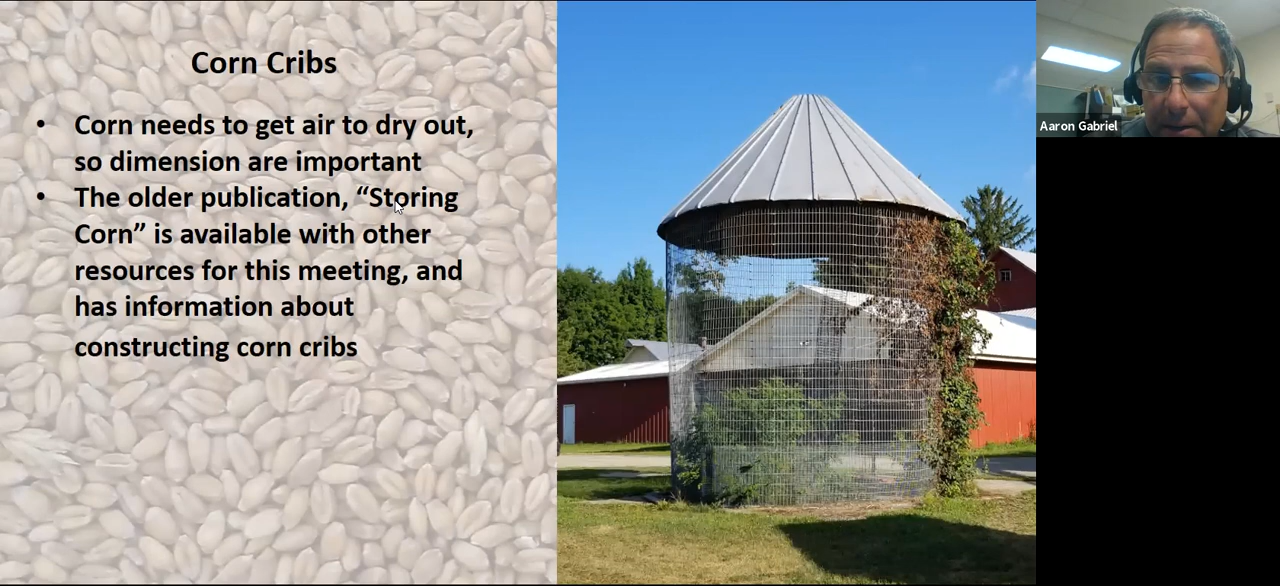 Corn Cribs
• Corn needs to get air to dry out,
so dimension are important
• The older publication, “Storing
Corn” is available with other
resources for this meeting, and
has information about
constructing corn cribs
Aaron Gabriel